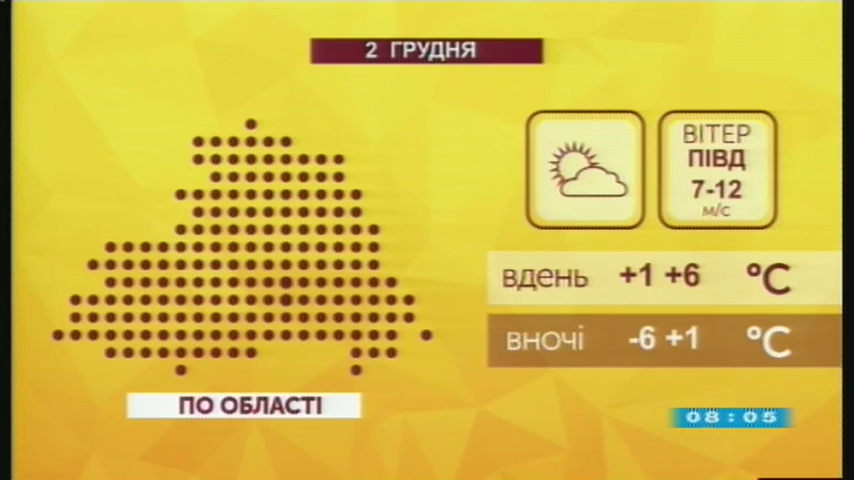 2 ГРУДНЯ
ВІТЕР
ПІВД
7-12
м/с
вдень +1 +6 °C
вночі -6 +1 °C
ПО ОБЛАСТІ
08:05